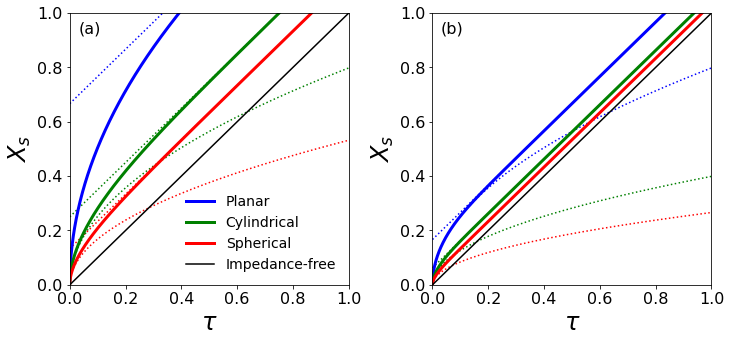 (a)
X_s
1.0
0.8
0.6
0.4
0.2
0.0
Planar
Cylindrical
Spherical
Impedance-free
0.0 0.2 0.4 0.6 0.8 1.0
τ
(b)
X_s
1.0
0.8
0.6
0.4
0.2
0.0
0.0 0.2 0.4 0.6 0.8 1.0
τ